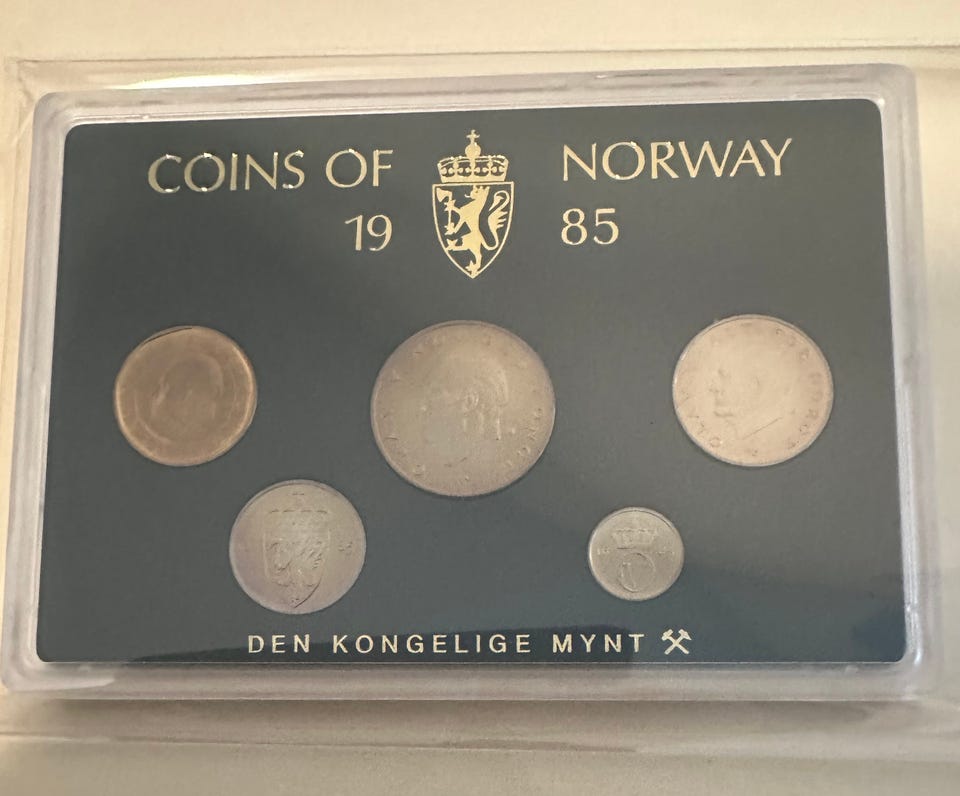 COINS OF NORWAY
19 85
DEN KONGELIGE MYNT